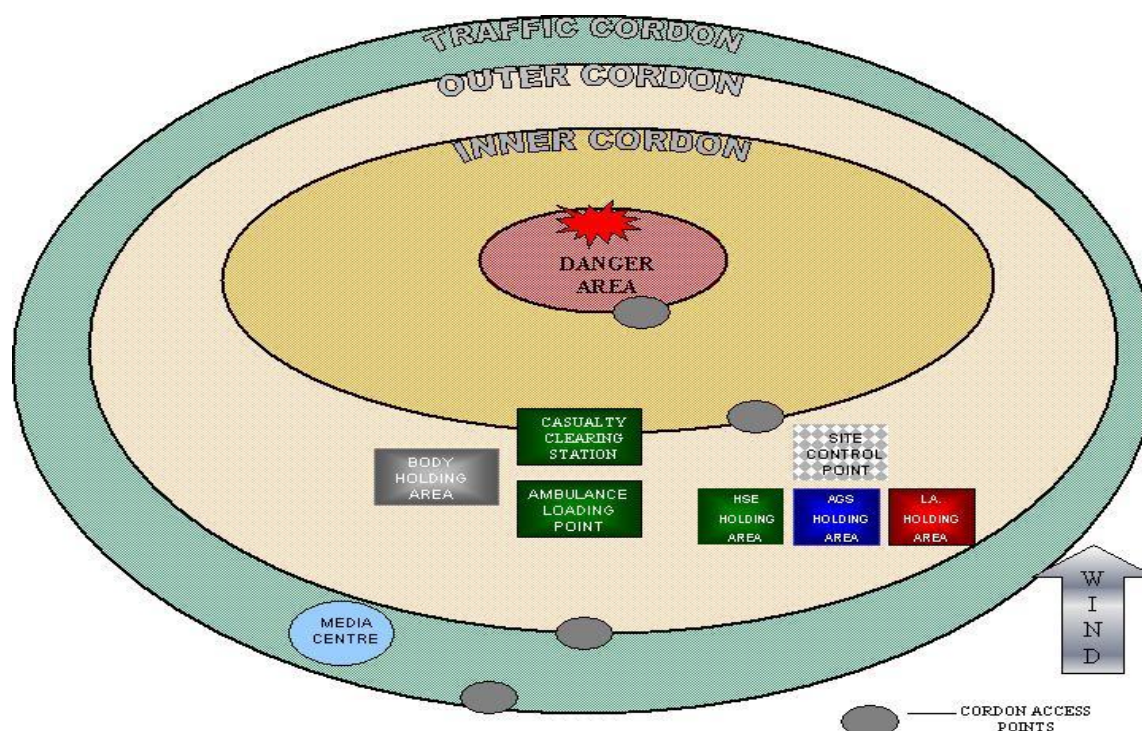 TRAFFIC CORDON
OUTER CORDON
INNER CORDON
DANGER
AREA
CASUALTY
CLEARING
STATION
BODY
HOLDING
AREA
AMBULANCE
LOADING
POINT
SITE
CONTROL
POINT
HSE
HOLDING
AREA
AGS
HOLDING
AREA
L.A.
HOLDING
AREA
MEDIA
CENTRE
W
I
N
D
CORDON ACCESS
POINTS